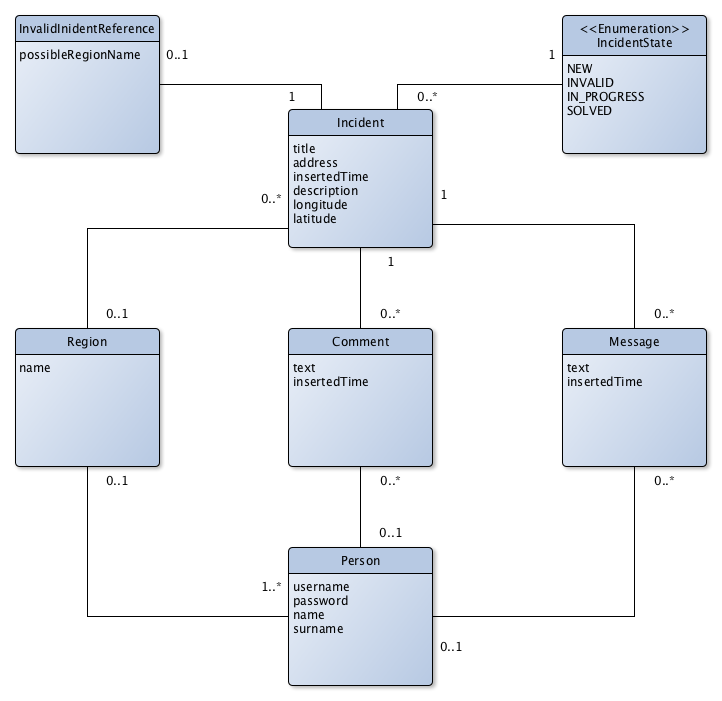 InvalidInidentReference
possibleRegionName
0..1
1
<<Enumeration>>
IncidentState
NEW
INVALID
IN_PROGRESS
SOLVED
1
0..*
Incident
title
address
insertedTime
description
longitude
latitude
0..*
1
1
0..1
0..*
0..*
Region
name
Comment
text
insertedTime
Message
text
insertedTime
0..1
0..*
0..*
0..1
Person
username
password
name
surname
1..*
0..1